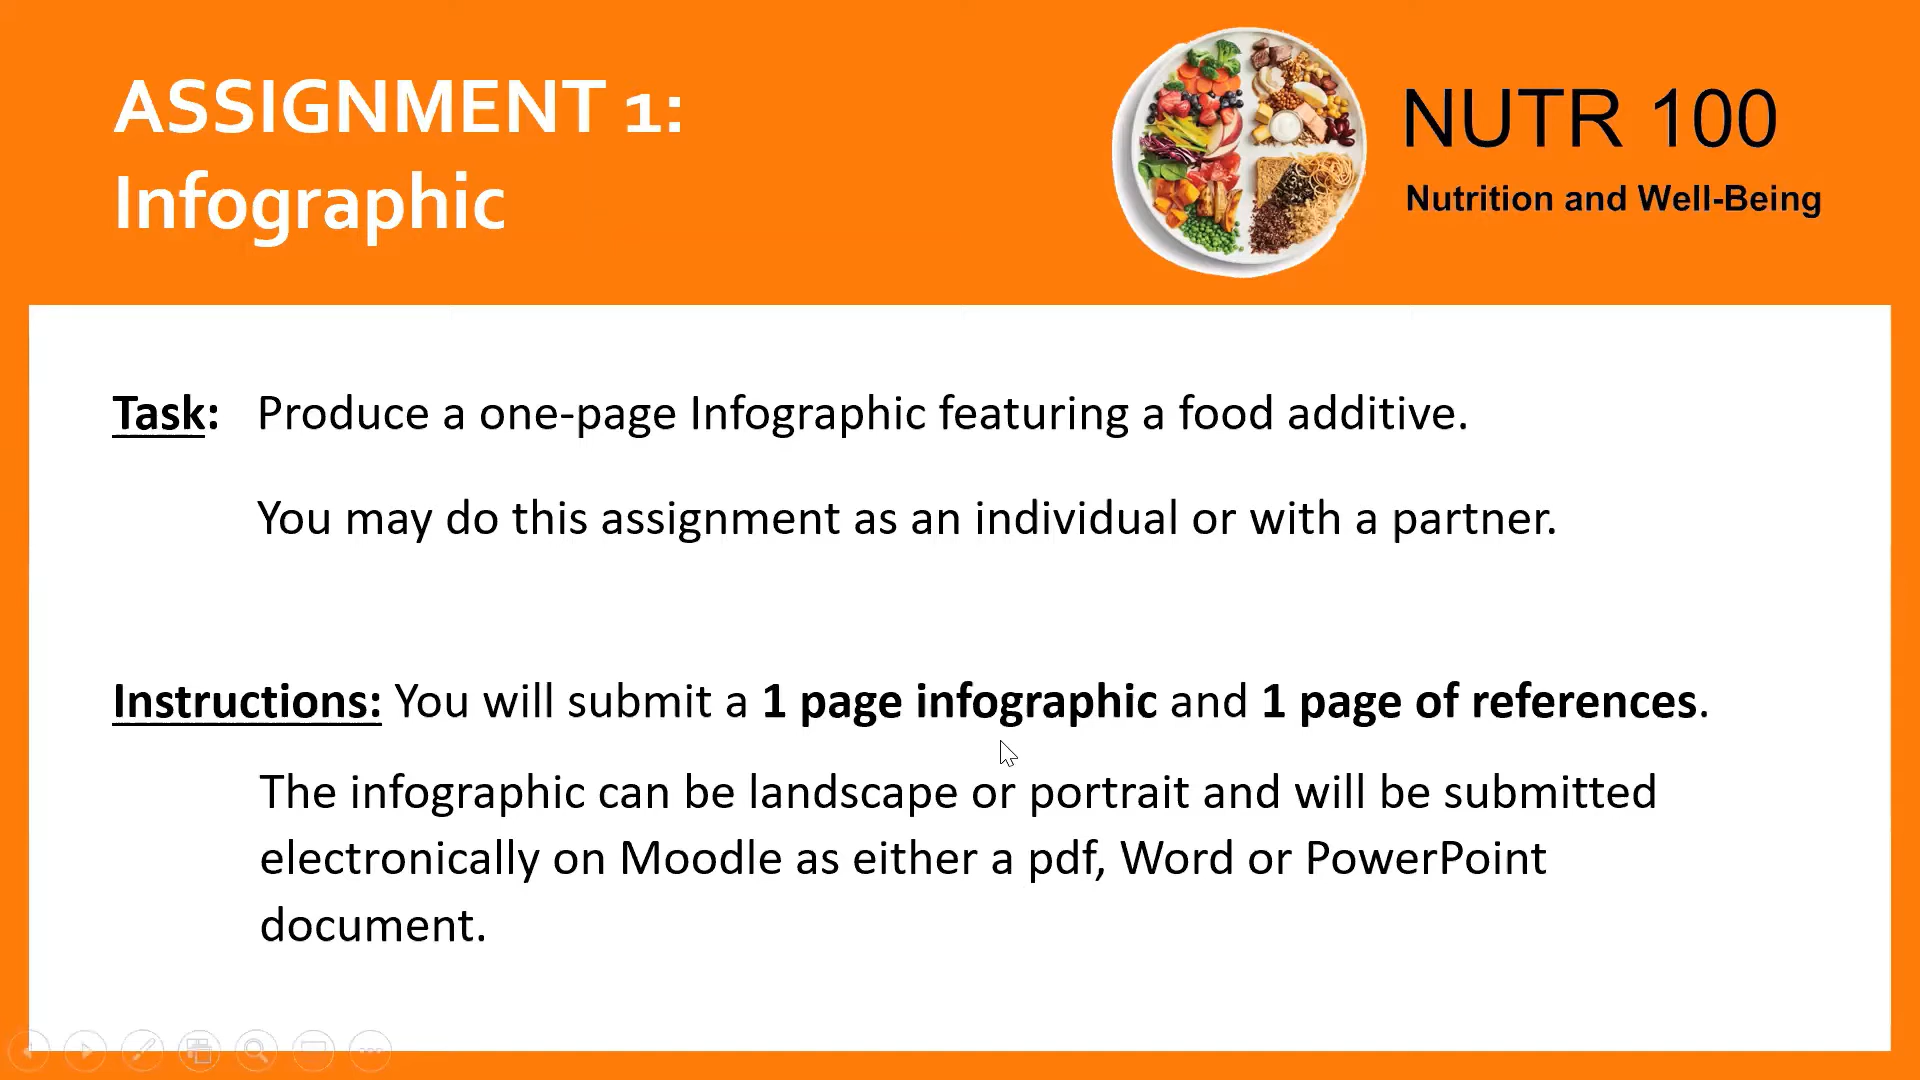 ASSIGNMENT 1:
Infographic
NUTR 100
Nutrition and Well-Being
Task: Produce a one-page Infographic featuring a food additive.
You may do this assignment as an individual or with a partner.
Instructions: You will submit a 1 page infographic and 1 page of references.
The infographic can be landscape or portrait and will be submitted
electronically on Moodle as either a pdf, Word or PowerPoint
document.